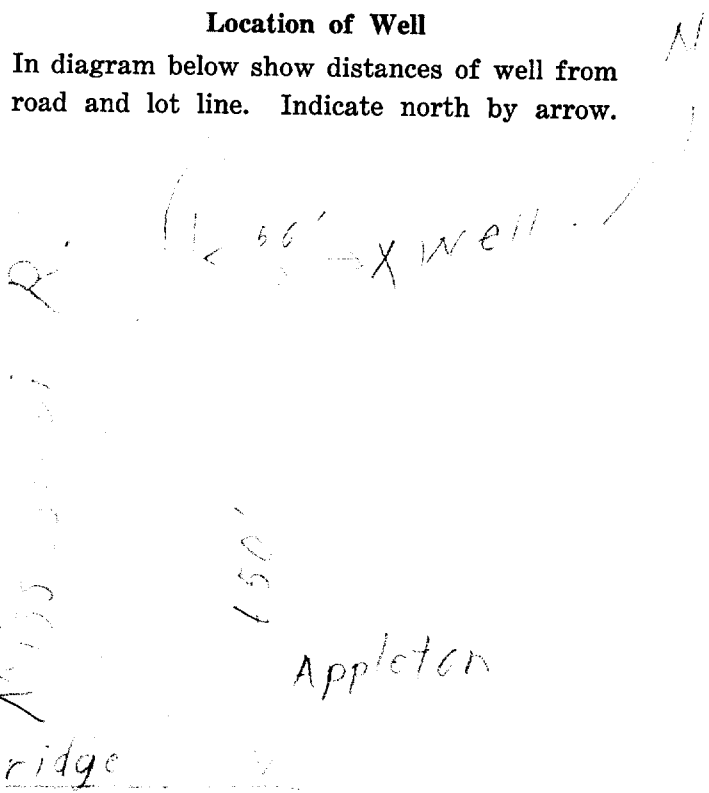 Location of Well
In diagram below show distances of well from
road and lot line. Indicate north by arrow.
N
X Well
R.
150'
Appleton
ridge